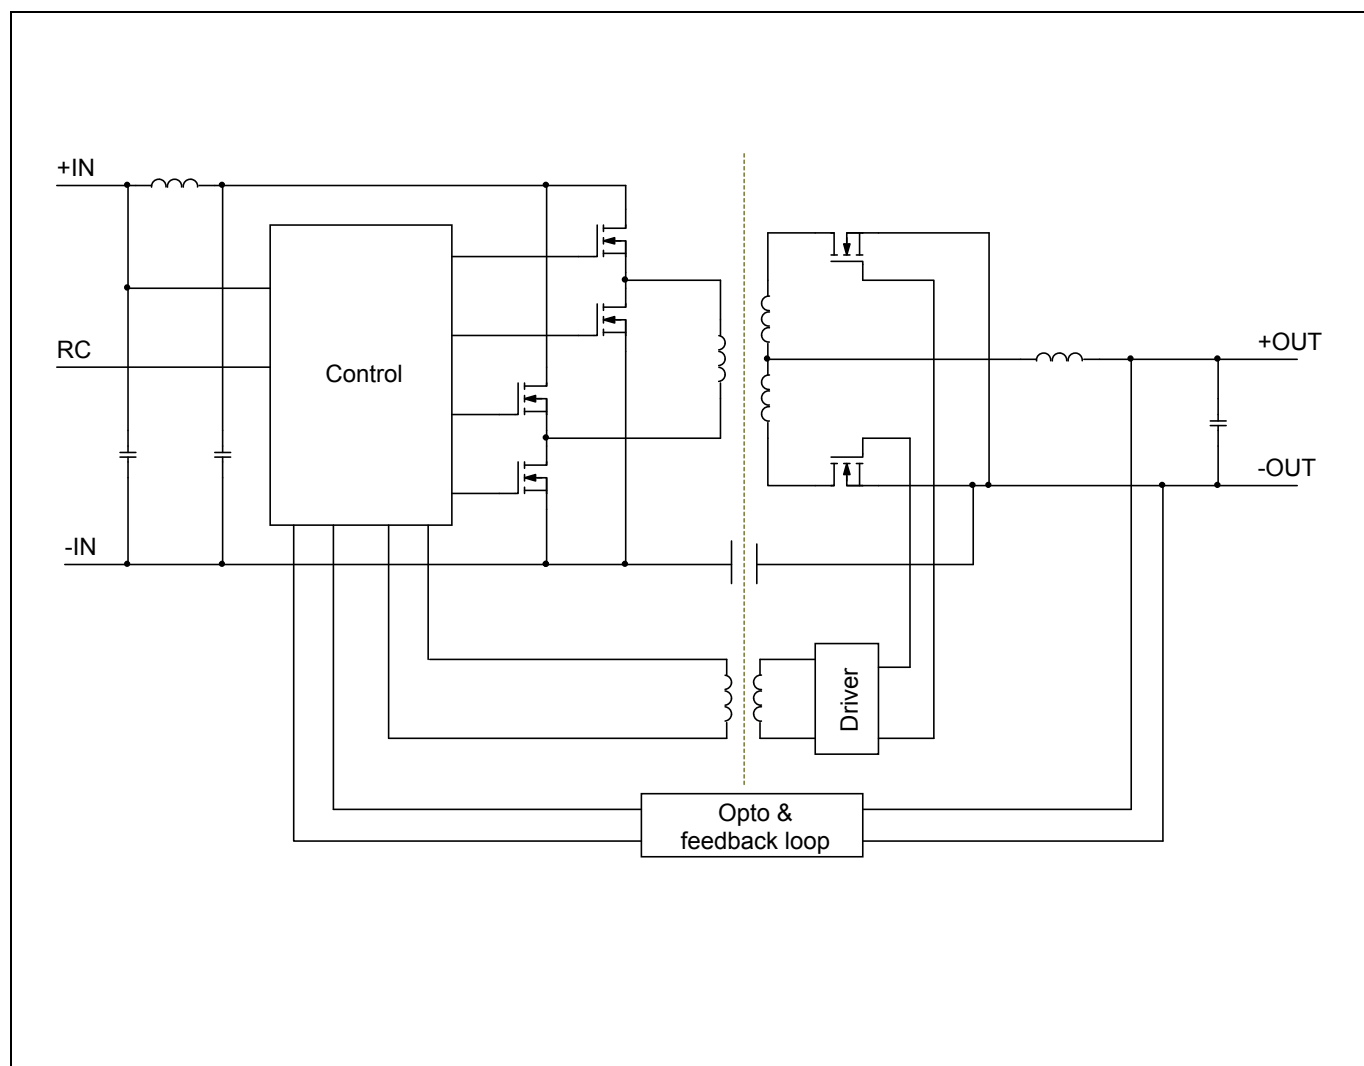 +IN
RC
Control
+OUT
-OUT
-IN
Driver
Opto &
feedback loop